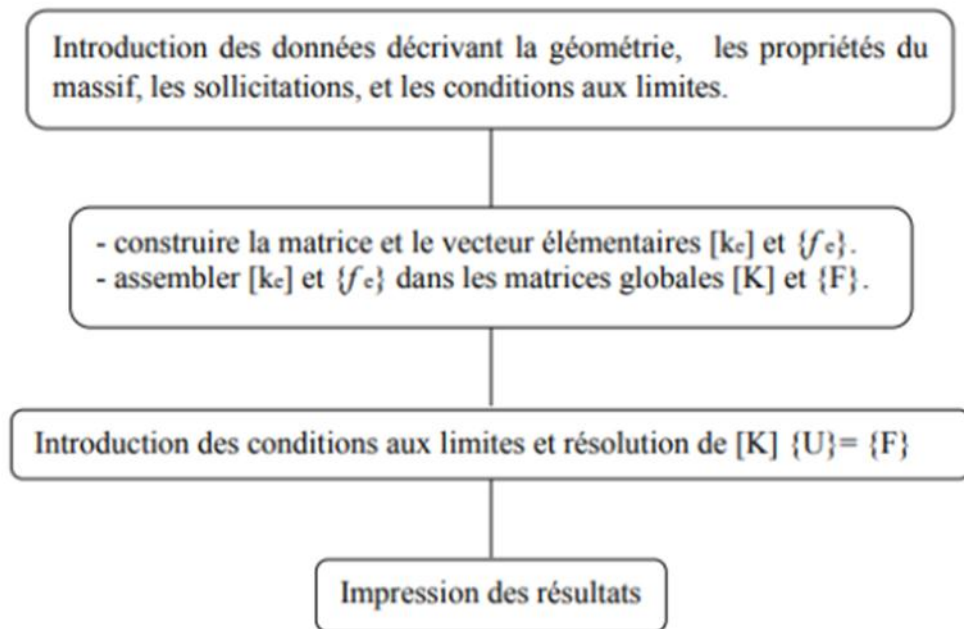 Introduction des données décrivant la géométrie, les propriétés du
massif, les sollicitations, et les conditions aux limites.
- construire la matrice et le vecteur élémentaires [ke] et {fe}.
- assembler [ke] et {fe} dans les matrices globales [K] et {F}.
Introduction des conditions aux limites et résolution de [K] {U}= {F}
Impression des résultats